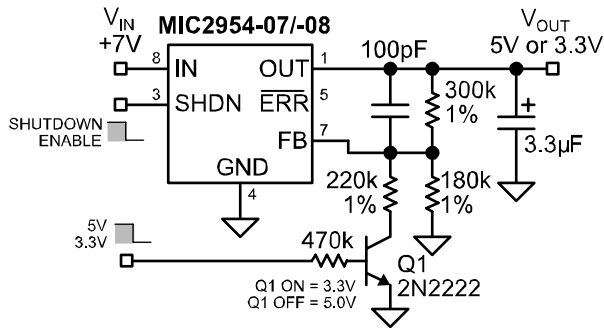 V_IN
+7V
MIC2954-07/-08
V_OUT
5V or 3.3V
100pF
8
IN
OUT
1
3
SHDN
ERR
5
FB
7
300k
1%
+
3.3µF
SHUTDOWN
ENABLE
GND
4
220k
1%
180k
1%
5V
3.3V
470k
Q1
2N2222
Q1 ON = 3.3V
Q1 OFF = 5.0V